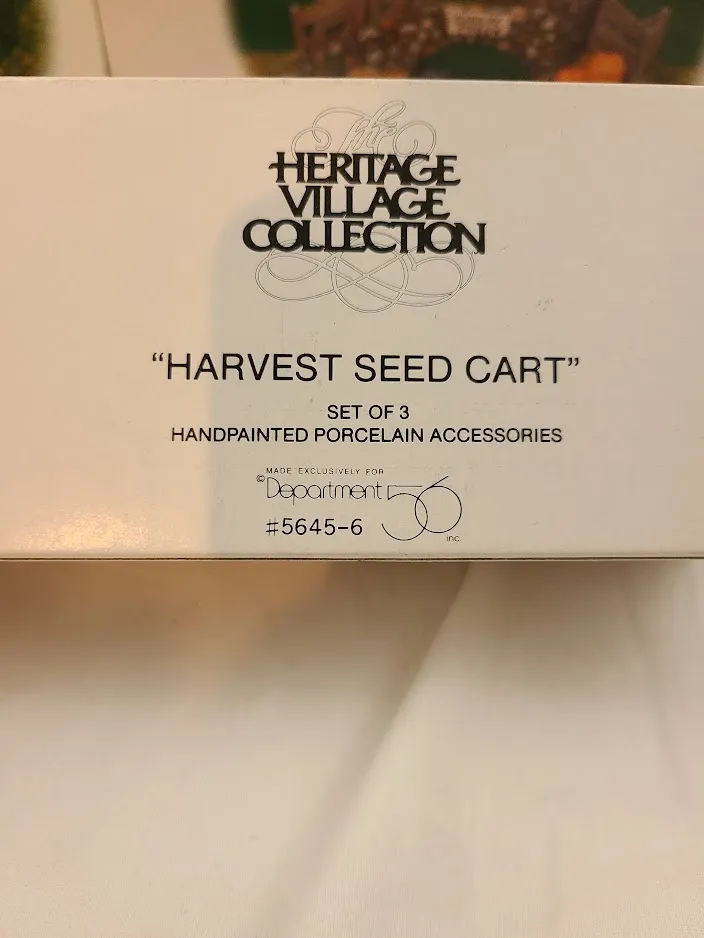 The
HERITAGE
VILLAGE
COLLECTION™
“HARVEST SEED CART”
SET OF 3
HANDPAINTED PORCELAIN ACCESSORIES
MADE EXCLUSIVELY FOR
©Department 56
inc.
#5645-6